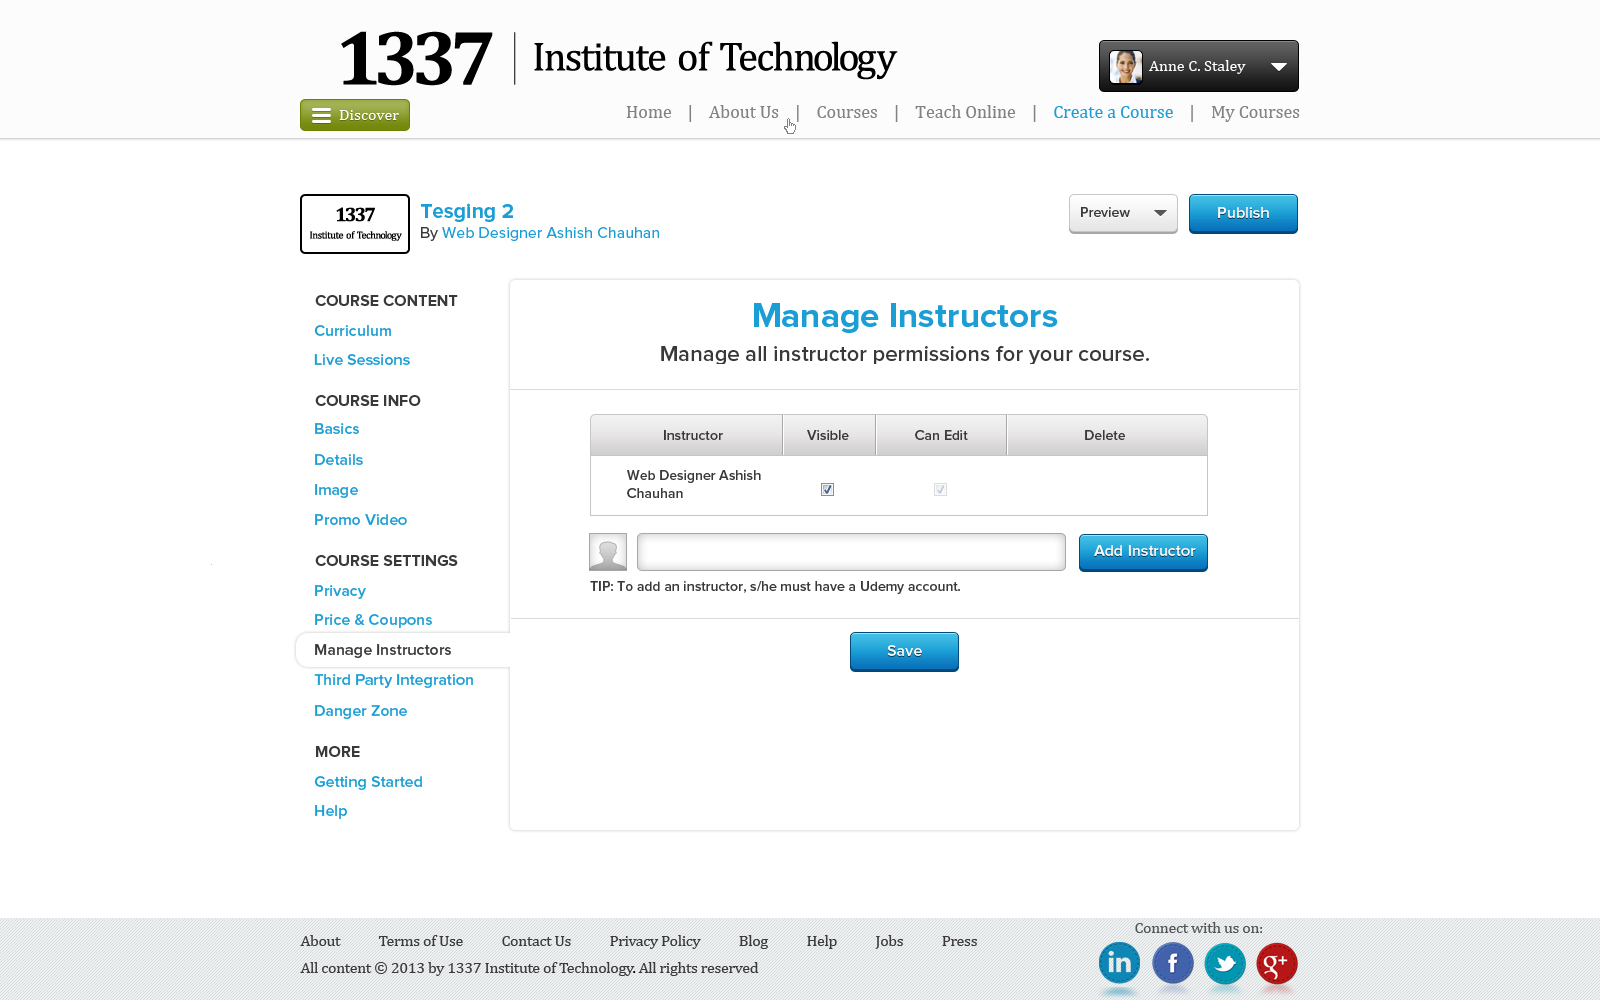 1337 | Institute of Technology
Anne C. Staley
Discover
Home | About Us | Courses | Teach Online | Create a Course | My Courses
1337
Institute of Technology
Tesging 2
By Web Designer Ashish Chauhan
Preview
Publish
COURSE CONTENT
Curriculum
Live Sessions
COURSE INFO
Basics
Details
Image
Promo Video
COURSE SETTINGS
Privacy
Price & Coupons
Manage Instructors
Third Party Integration
Danger Zone
MORE
Getting Started
Help
Manage Instructors
Manage all instructor permissions for your course.
Instructor Visible Can Edit Delete
Web Designer Ashish
Chauhan
Add Instructor
TIP: To add an instructor, s/he must have a Udemy account.
Save
About Terms of Use Contact Us Privacy Policy Blog Help Jobs Press
All content © 2013 by 1337 Institute of Technology. All rights reserved
Connect with us on:
in f g+